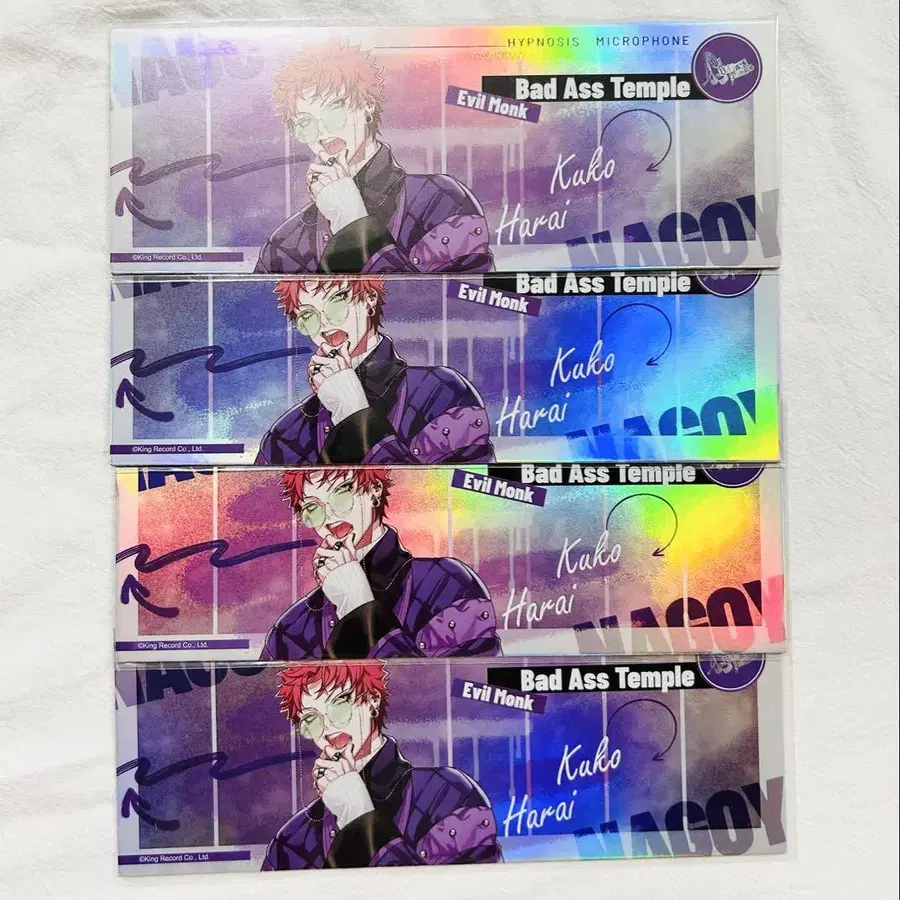 HYPNOSIS MICROPHONE
Bad Ass Temple
Evil Monk
Kuko
Harai
NAGOY
©King Record Co., Ltd.
Bad Ass Temple
Evil Monk
Kuko
Harai
NAGOY
©King Record Co., Ltd.
Bad Ass Temple
Evil Monk
Kuko
Harai
NAGOY
©King Record Co., Ltd.
NAGO
Bad Ass Temple
Evil Monk
Kuko
Harai
NAGOY
©King Record Co., Ltd.